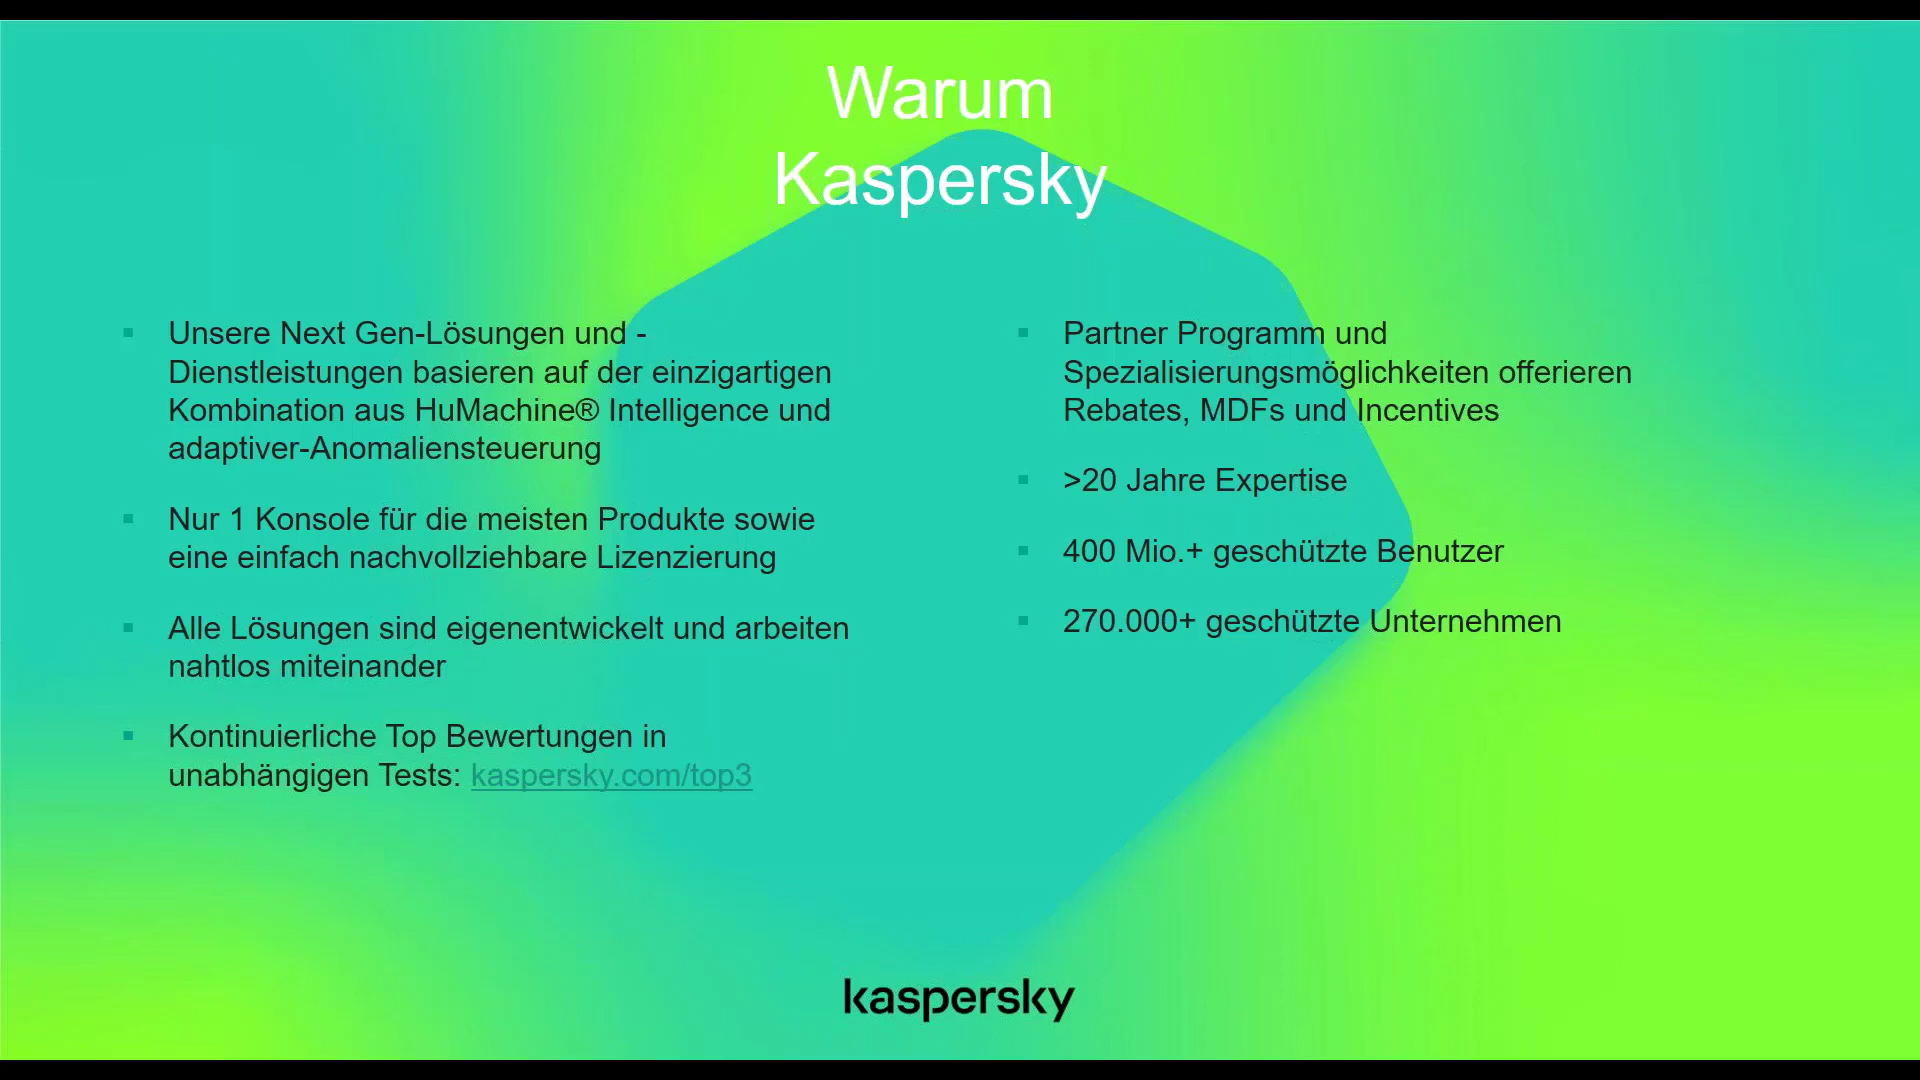 Warum
Kaspersky
Unsere Next Gen-Lösungen und -
Dienstleistungen basieren auf der einzigartigen
Kombination aus HuMachine® Intelligence und
adaptiver-Anomaliensteuerung
Nur 1 Konsole für die meisten Produkte sowie
eine einfach nachvollziehbare Lizenzierung
Alle Lösungen sind eigenentwickelt und arbeiten
nahtlos miteinander
Kontinuierliche Top Bewertungen in
unabhängigen Tests: kaspersky.com/top3
Partner Programm und
Spezialisierungsmöglichkeiten offerieren
Rebates, MDFs und Incentives
>20 Jahre Expertise
400 Mio.+ geschützte Benutzer
270.000+ geschützte Unternehmen
kaspersky